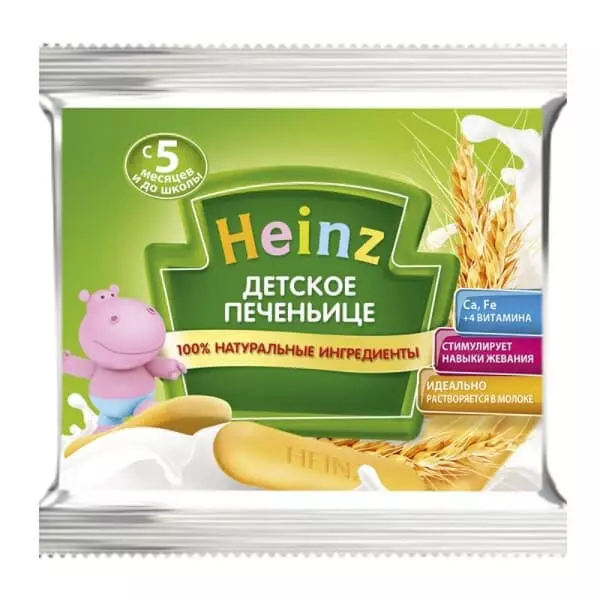 с 5
месяцев
и до школы
Heinz
ДЕТСКОЕ
ПЕЧЕНЬИЦЕ
100% НАТУРАЛЬНЫЕ ИНГРЕДИЕНТЫ
Ca, Fe
+4 ВИТАМИНА
СТИМУЛИРУЕТ
НАВЫКИ ЖЕВАНИЯ
ИДЕАЛЬНО
РАСТВОРЯЕТСЯ В МОЛОКЕ
HEINZ